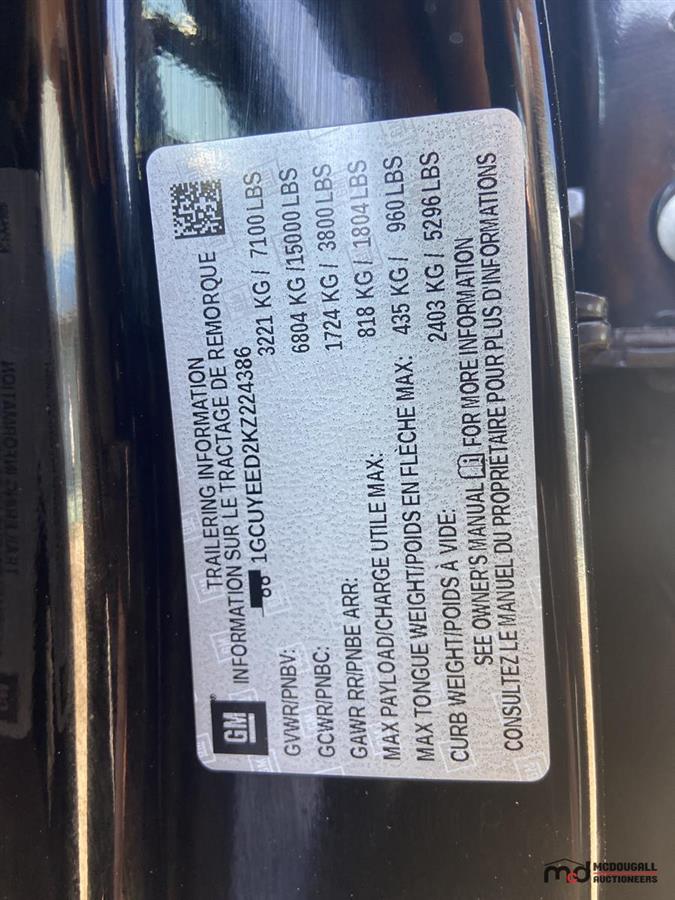 TRAILERING INFORMATION
INFORMATION SUR LE TRACTAGE DE REMORQUE
GM
1GCUYEED2KZ224386
GVWR/PNBV: 3221 KG / 7100 LBS
GCWR/PNBC: 6804 KG /15000 LBS
GAWR RR/PNBE ARR: 1724 KG / 3800 LBS
MAX PAYLOAD/CHARGE UTILE MAX: 818 KG / 1804 LBS
MAX TONGUE WEIGHT/POIDS EN FLECHE MAX: 435 KG / 960 LBS
CURB WEIGHT/POIDS À VIDE: 2403 KG / 5296 LBS
SEE OWNER'S MANUAL FOR MORE INFORMATION
CONSULTEZ LE MANUEL DU PROPRIÉTAIRE POUR PLUS D'INFORMATIONS
md MCDOUGALL
AUCTIONEERS